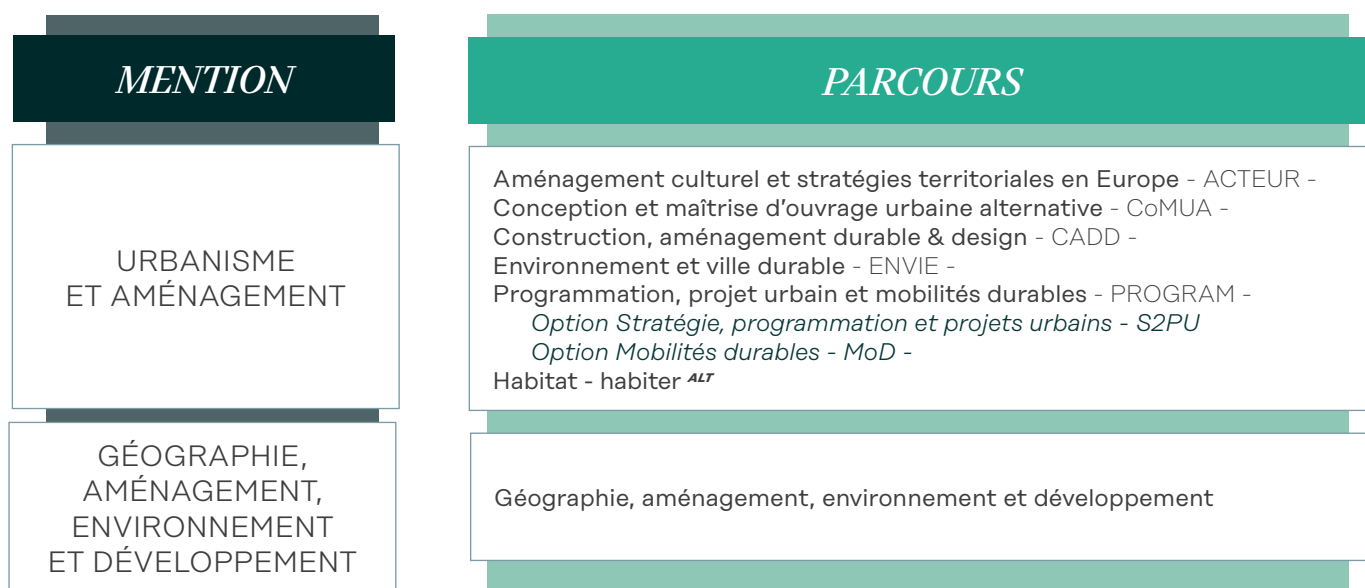 MENTION
PARCOURS
URBANISME
ET AMÉNAGEMENT
Aménagement culturel et stratégies territoriales en Europe - ACTEUR -
Conception et maîtrise d'ouvrage urbaine alternative - CoMUA -
Construction, aménagement durable & design - CADD -
Environnement et ville durable - ENVIE -
Programmation, projet urbain et mobilités durables - PROGRAM -
Option Stratégie, programmation et projets urbains - S2PU
Option Mobilités durables - MoD -
Habitat - habiter ALT
GÉOGRAPHIE,
AMÉNAGEMENT,
ENVIRONNEMENT
ET DÉVELOPPEMENT
Géographie, aménagement, environnement et développement